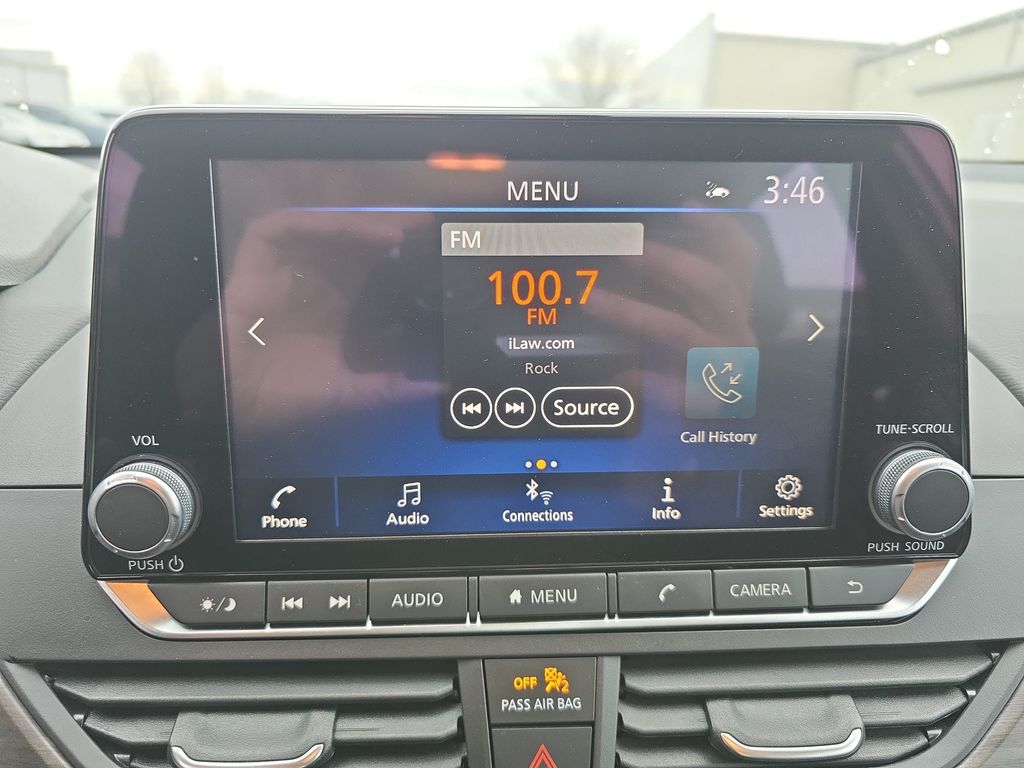 MENU
3:46
FM
100.7
FM
iLaw.com
Rock
Source
Call History
VOL
TUNE·SCROLL
Phone
Audio
Connections
Info
Settings
PUSH
PUSH SOUND
AUDIO
MENU
CAMERA
OFF 2
PASS AIR BAG